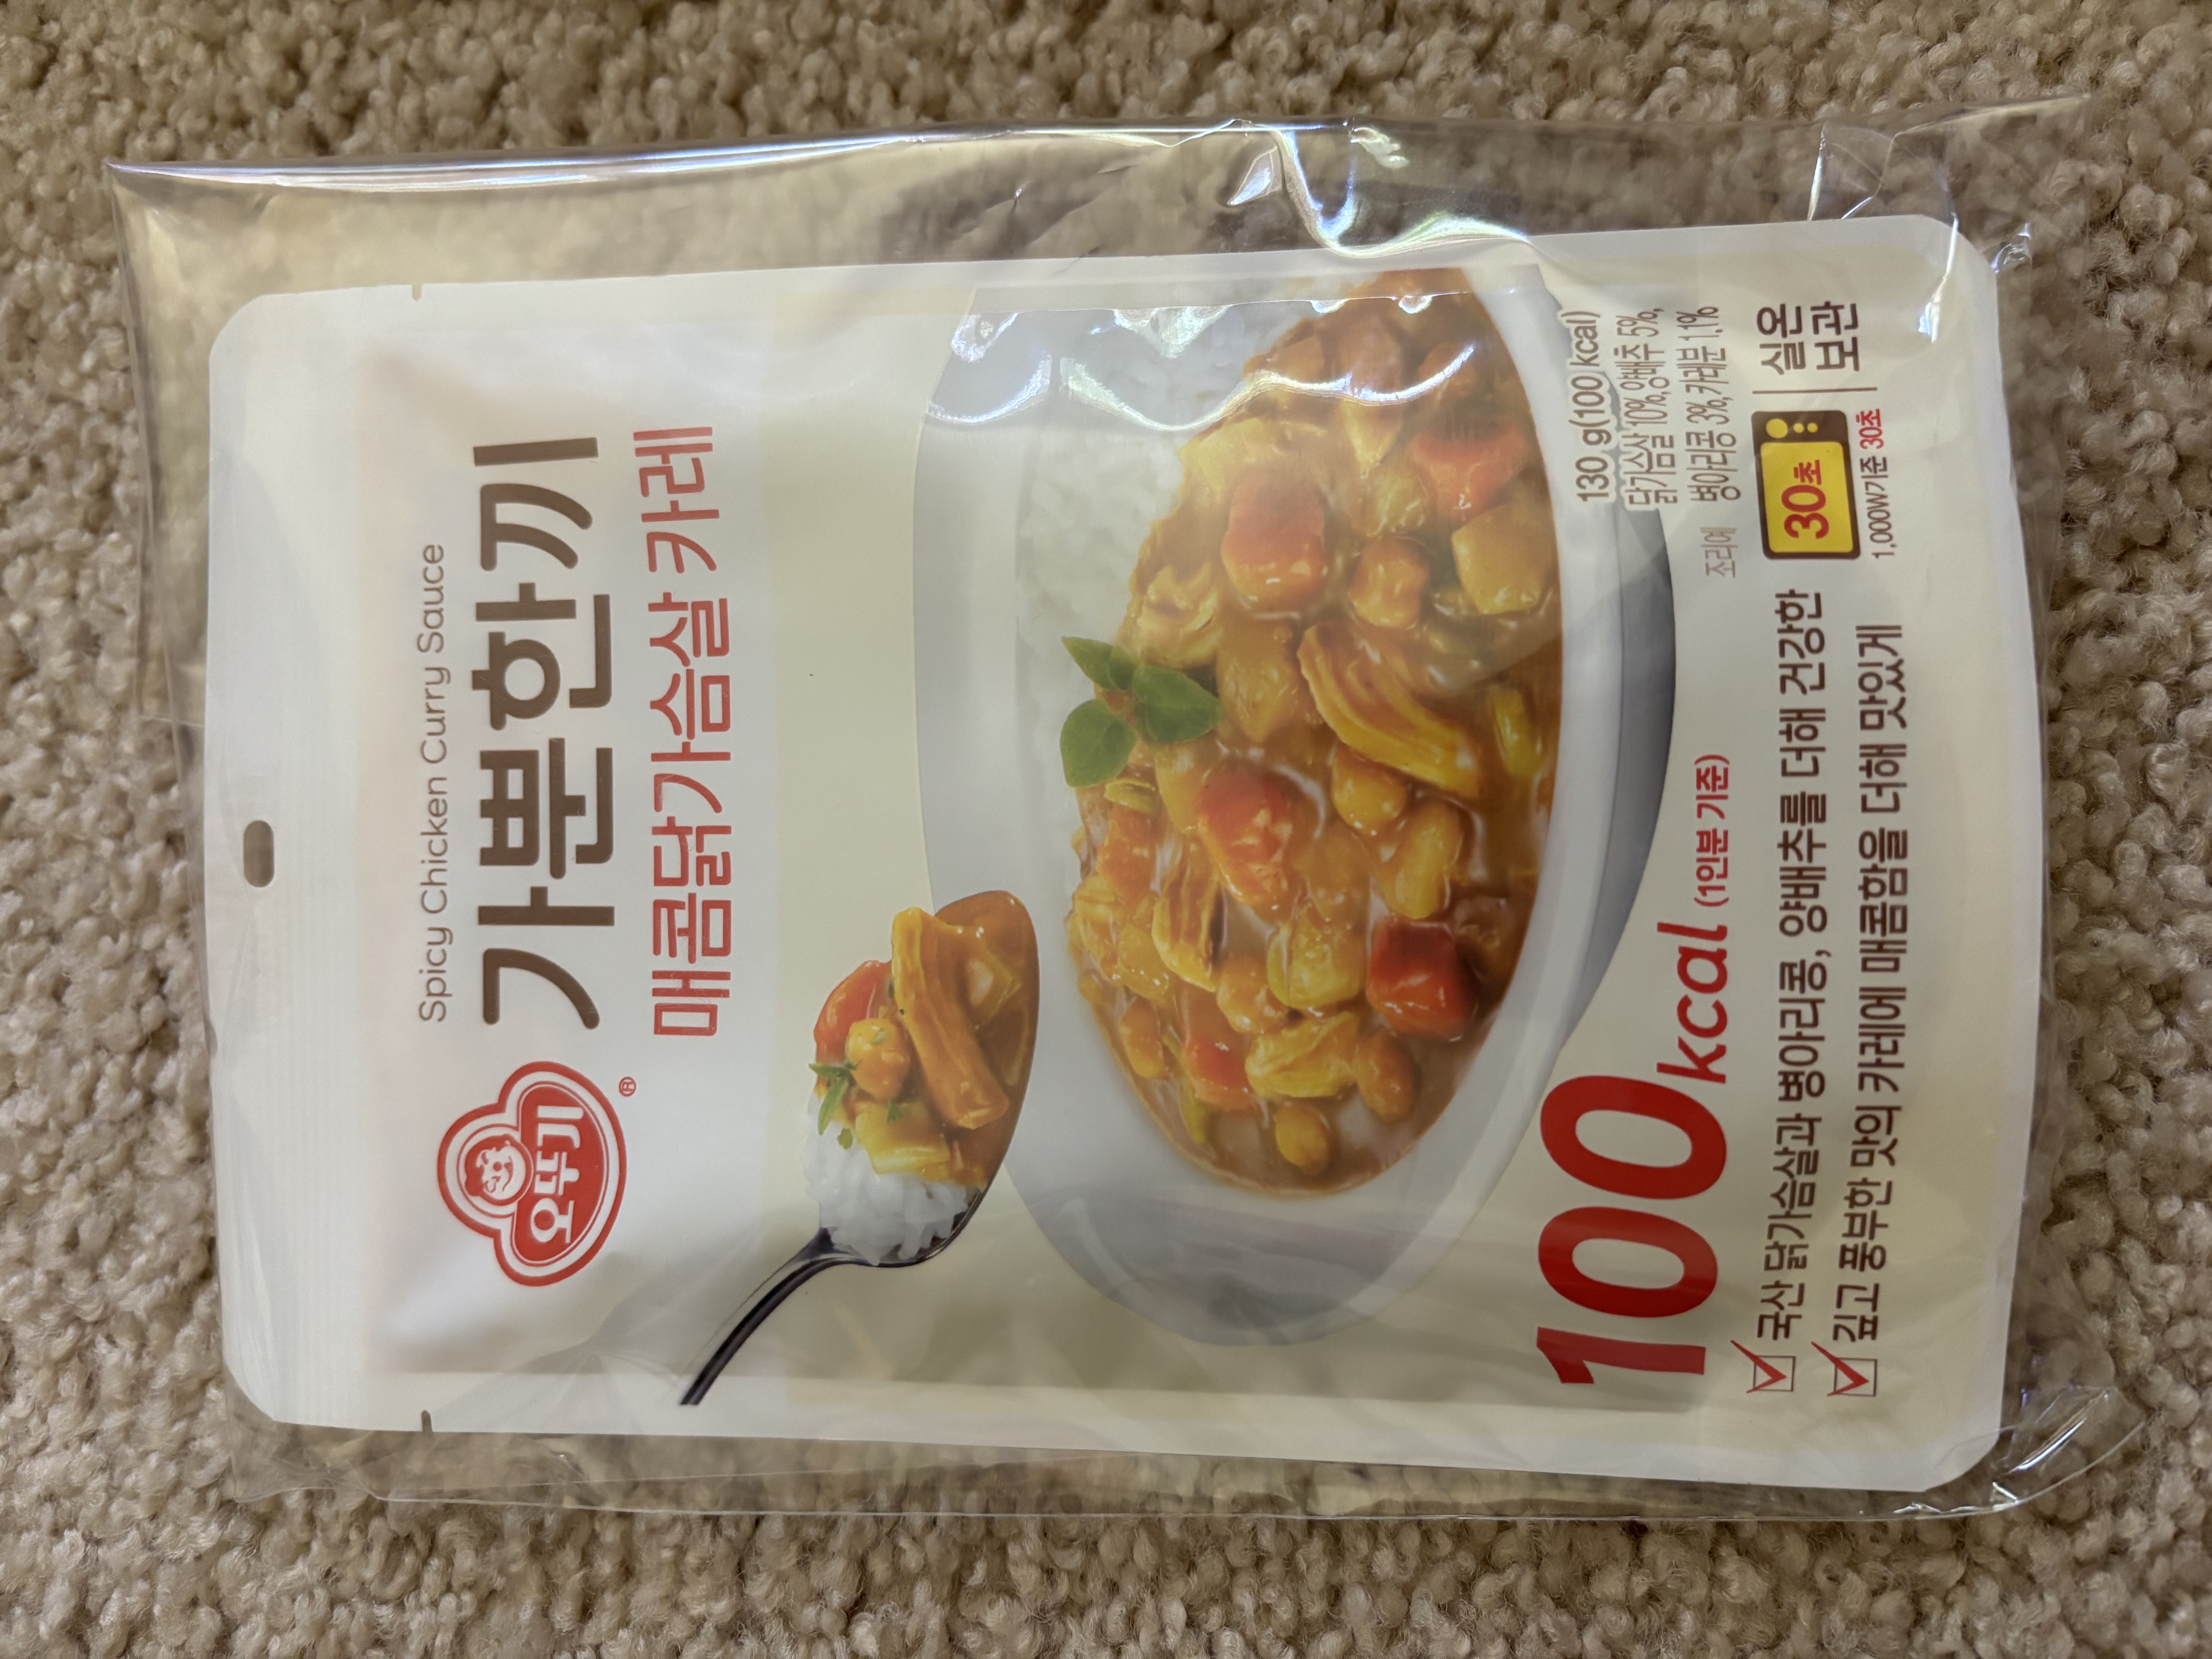 Spicy Chicken Curry Sauce
오뚜기
®
가뿐한끼
매콤닭가슴살 카레
130 g(100 kcal)
닭가슴살 10%,양배추 5%,
병아리콩 3%,카레분 1.1%
조리예
100kcal (1인분 기준)
국산 닭가슴살과 병아리콩, 양배추를 더해 건강한
깊고 풍부한 맛의 카레에 매콤함을 더해 맛있게
30초
1,000W기준 30초
실온
보관